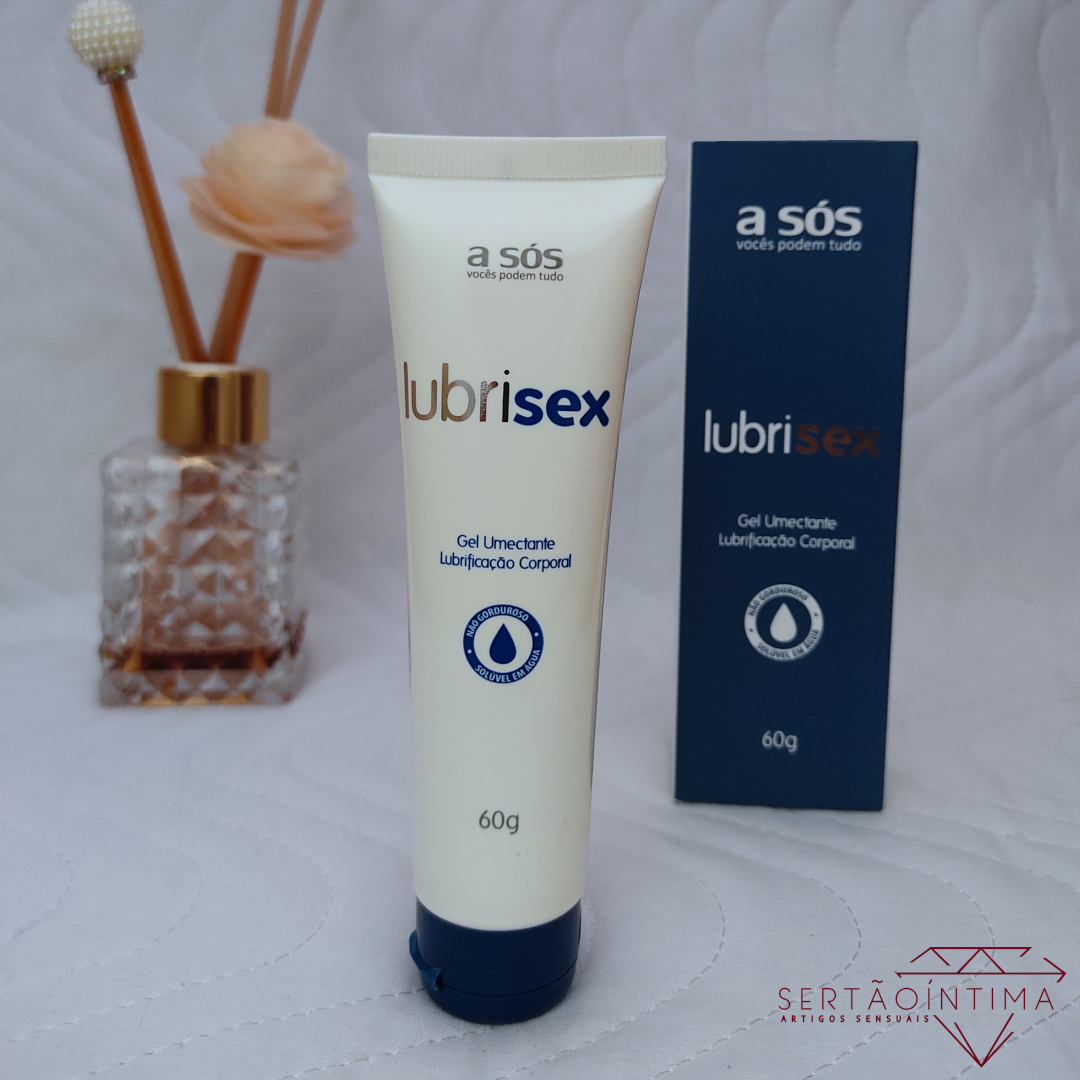 a sós
vocês podem tudo
lubrisex
Gel Umectante
Lubrificação Corporal
NÃO GORDUROSO
SOLÚVEL EM ÁGUA
60g
a sós
vocês podem tudo
lubrisex
Gel Umectante
Lubrificação Corporal
NÃO GORDUROSO
SOLÚVEL EM ÁGUA
60g
SERTÃOÍNTIMA
ARTIGOS SENSUAIS